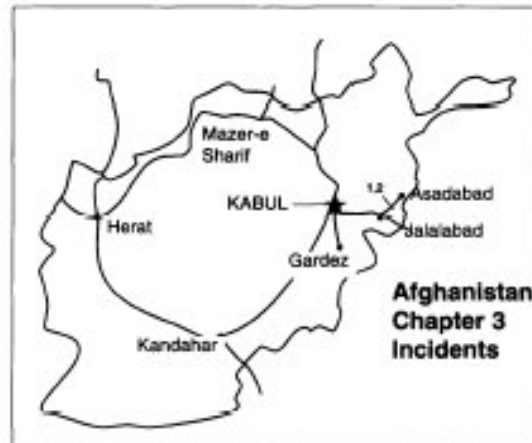 Mazer-e
Sharif
1,2
Asadabad
KABUL
Herat
Jalalabad
Gardez
Afghanistan
Chapter 3
Incidents
Kandahar